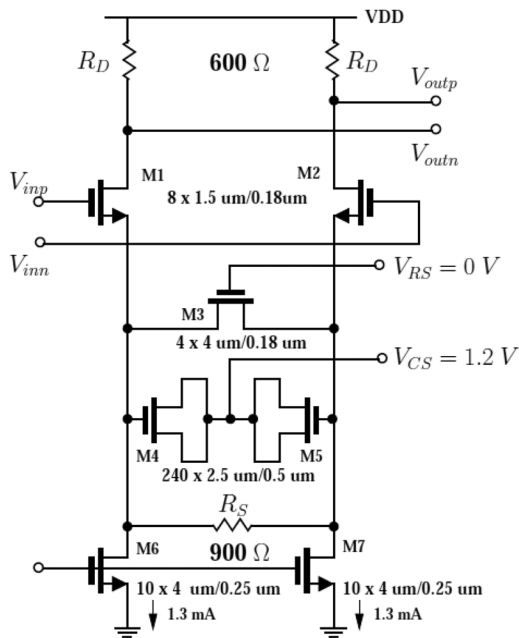 VDD
R_D 600 Ω R_D
V_outp
V_outn
V_inp M1 M2
8 x 1.5 um/0.18um
V_inn
V_RS = 0 V
M3
4 x 4 um/0.18 um
V_CS = 1.2 V
M4 M5
240 x 2.5 um/0.5 um
R_S
M6 900 Ω M7
10 x 4 um/0.25 um 10 x 4 um/0.25 um
1.3 mA 1.3 mA